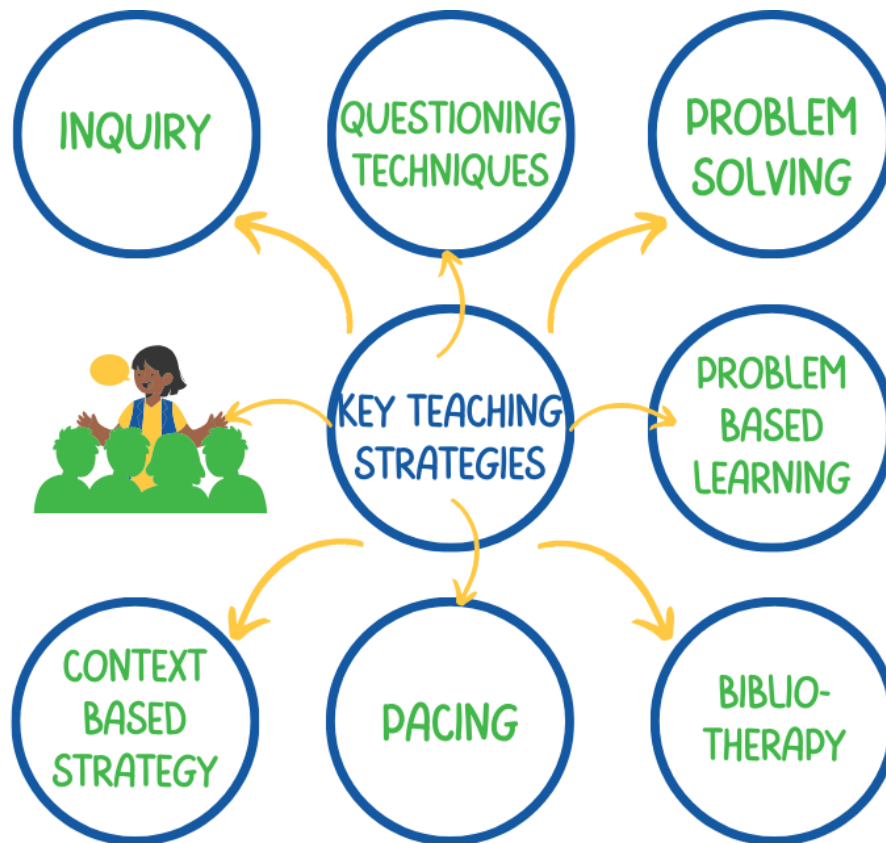 INQUIRY
QUESTIONING
TECHNIQUES
PROBLEM
SOLVING
KEY TEACHING
STRATEGIES
PROBLEM
BASED
LEARNING
CONTEXT
BASED
STRATEGY
PACING
BIBLIO-
THERAPY